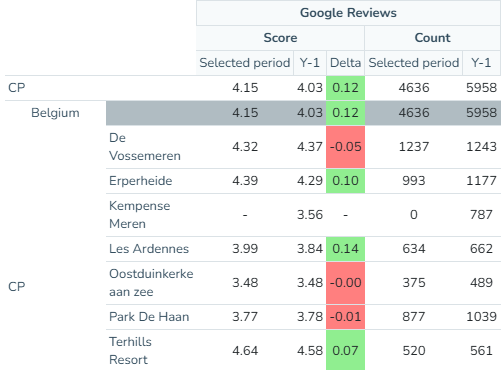 Google Reviews
Score Count
Selected period Y-1 Delta Selected period Y-1
CP 4.15 4.03 0.12 4636 5958
Belgium 4.15 4.03 0.12 4636 5958
De
Vossemeren 4.32 4.37 -0.05 1237 1243
Erperheide 4.39 4.29 0.10 993 1177
Kempense
Meren - 3.56 - 0 787
Les Ardennes 3.99 3.84 0.14 634 662
CP
Oostduinkerke
aan zee 3.48 3.48 -0.00 375 489
Park De Haan 3.77 3.78 -0.01 877 1039
Terhills
Resort 4.64 4.58 0.07 520 561